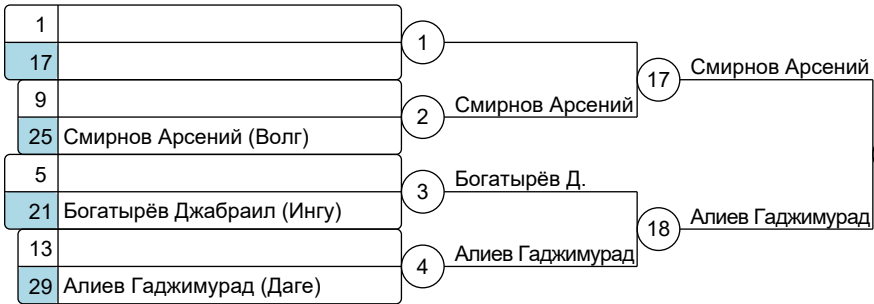 1
17
1
9
25 Смирнов Арсений (Волг)
2
Смирнов Арсений
17
Смирнов Арсений
5
21 Богатырёв Джабраил (Ингу)
3
Богатырёв Д.
13
29 Алиев Гаджимурад (Даге)
4
Алиев Гаджимурад
18
Алиев Гаджимурад